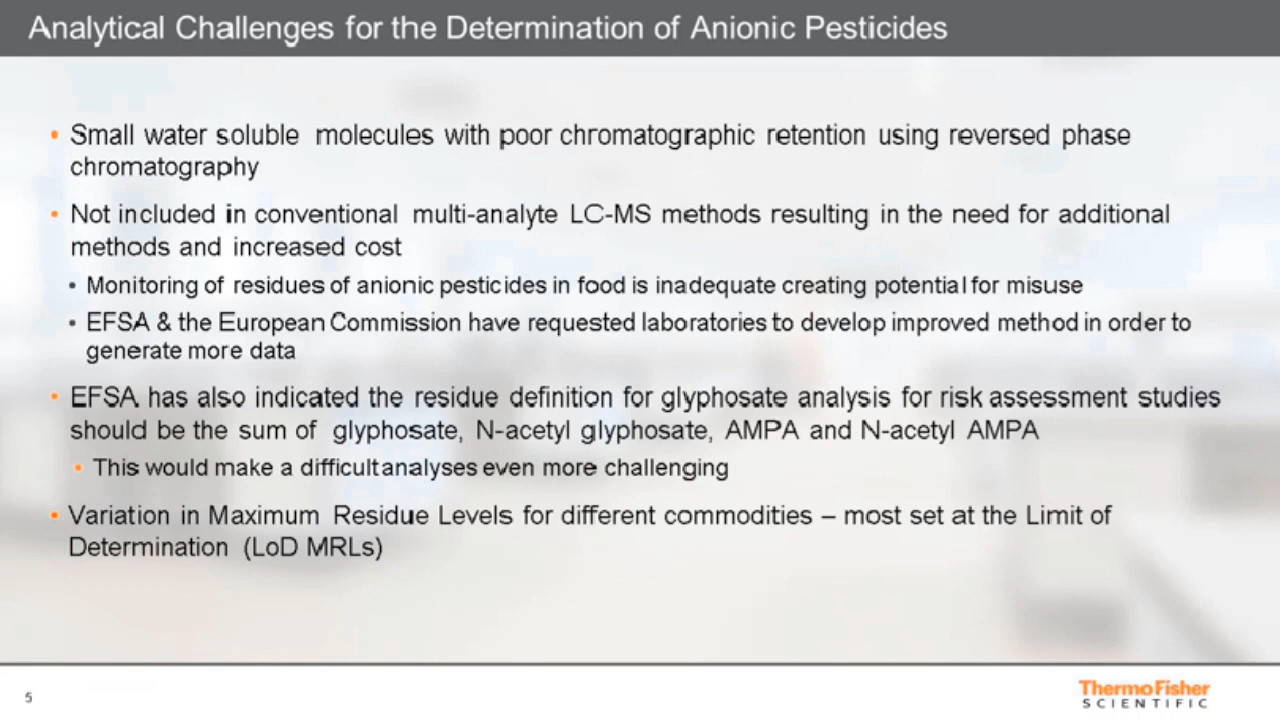 Analytical Challenges for the Determination of Anionic Pesticides
• Small water soluble molecules with poor chromatographic retention using reversed phase
chromatography
• Not included in conventional multi-analyte LC-MS methods resulting in the need for additional
methods and increased cost
• Monitoring of residues of anionic pesticides in food is inadequate creating potential for misuse
• EFSA & the European Commission have requested laboratories to develop improved method in order to
generate more data
• EFSA has also indicated the residue definition for glyphosate analysis for risk assessment studies
should be the sum of glyphosate, N-acetyl glyphosate, AMPA and N-acetyl AMPA
• This would make a difficult analyses even more challenging
• Variation in Maximum Residue Levels for different commodities – most set at the Limit of
Determination (LoD MRLs)
5
ThermoFisher
SCIENTIFIC